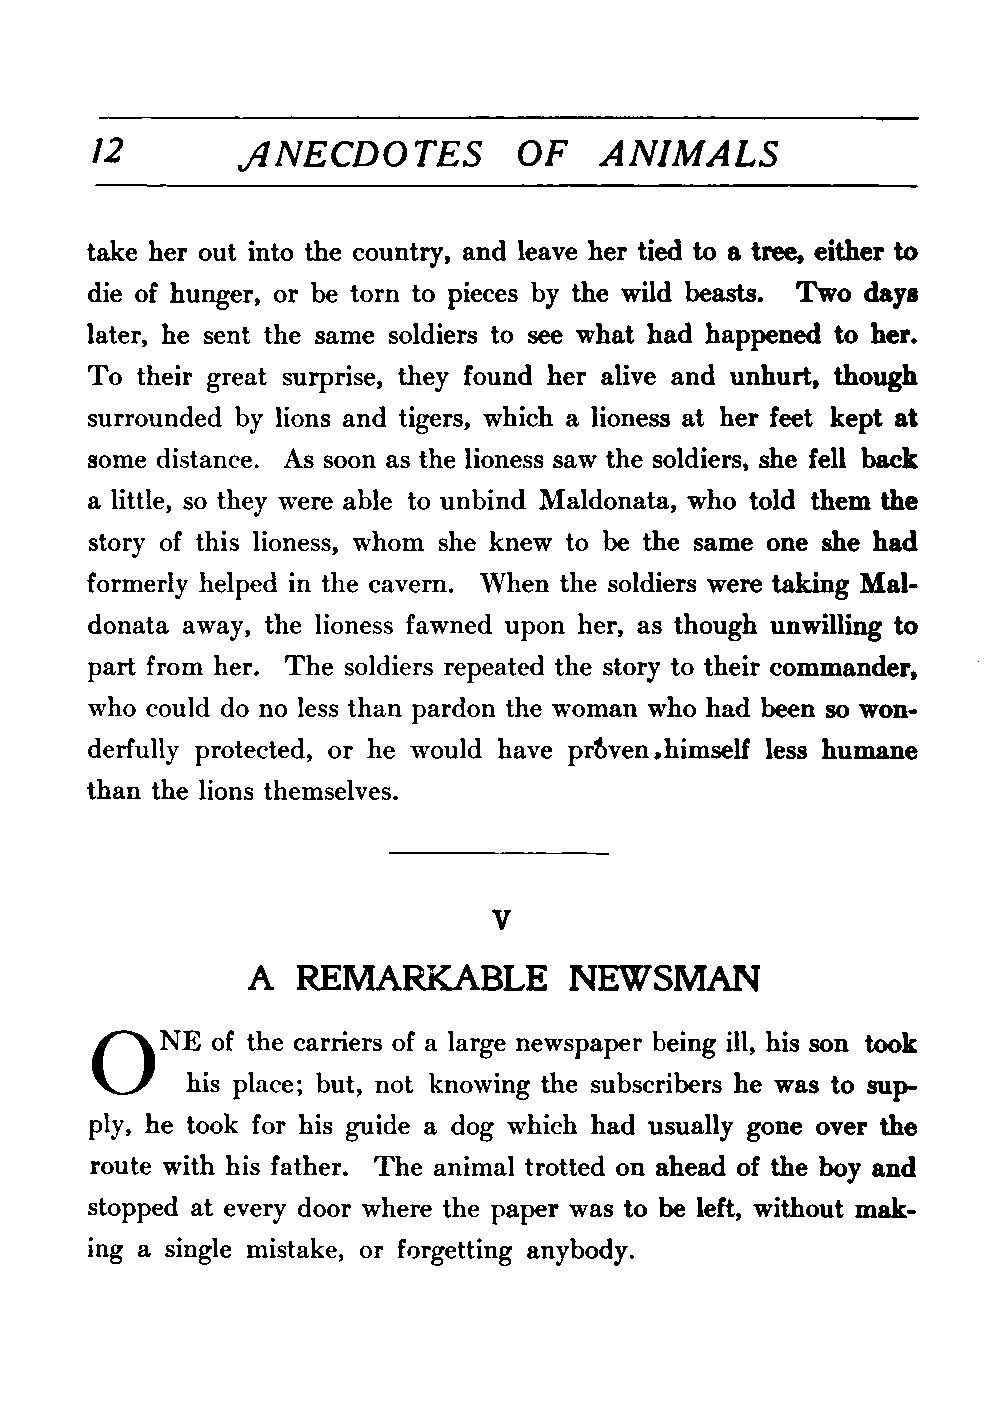 12 ANECDOTES OF ANIMALS
take her out into the country, and leave her tied to a tree, either to
die of hunger, or be torn to pieces by the wild beasts. Two days
later, he sent the same soldiers to see what had happened to her.
To their great surprise, they found her alive and unhurt, though
surrounded by lions and tigers, which a lioness at her feet kept at
some distance. As soon as the lioness saw the soldiers, she fell back
a little, so they were able to unbind Maldonata, who told them the
story of this lioness, whom she knew to be the same one she had
formerly helped in the cavern. When the soldiers were taking Mal-
donata away, the lioness fawned upon her, as though unwilling to
part from her. The soldiers repeated the story to their commander,
who could do no less than pardon the woman who had been so won-
derfully protected, or he would have proven himself less humane
than the lions themselves.
V
A REMARKABLE NEWSMAN
ONE of the carriers of a large newspaper being ill, his son took
his place; but, not knowing the subscribers he was to sup-
ply, he took for his guide a dog which had usually gone over the
route with his father. The animal trotted on ahead of the boy and
stopped at every door where the paper was to be left, without mak-
ing a single mistake, or forgetting anybody.